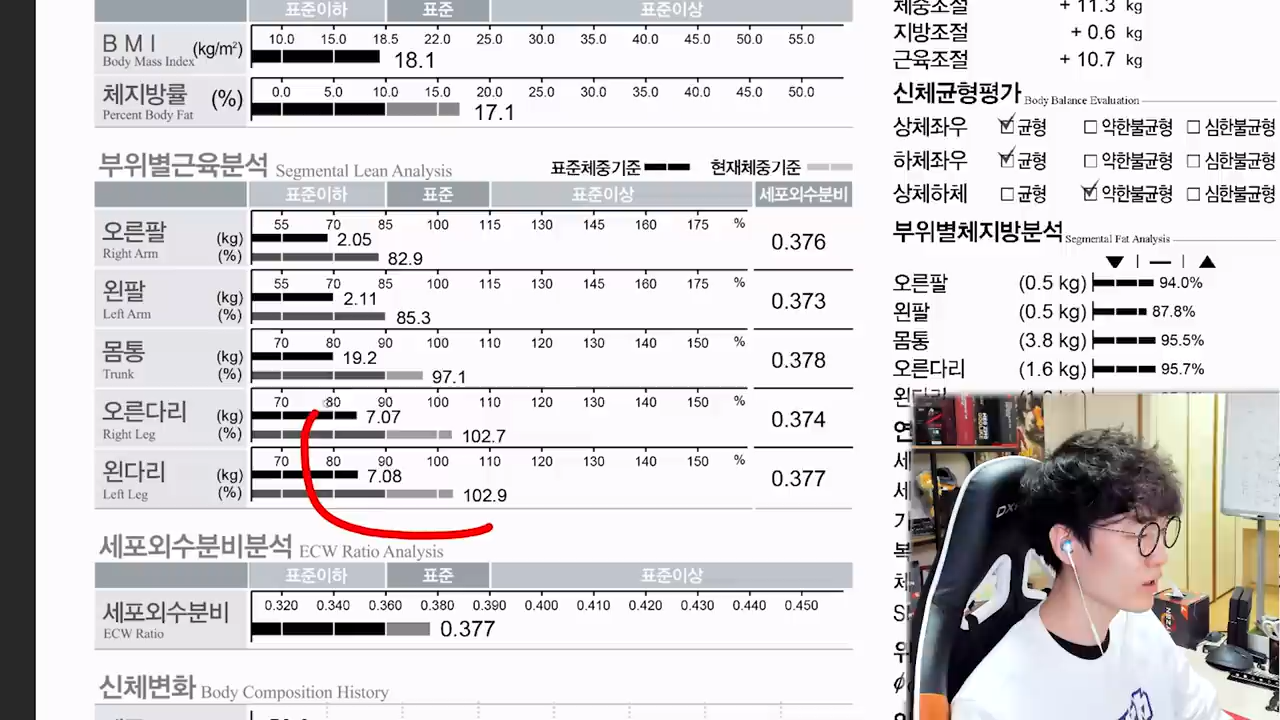 표준이하 표준 표준이상
BMI (kg/m²) 10.0 15.0 18.5 22.0 25.0 30.0 35.0 40.0 45.0 50.0 55.0
Body Mass Index 18.1
체지방률 (%) 0.0 5.0 10.0 15.0 20.0 25.0 30.0 35.0 40.0 45.0 50.0
Percent Body Fat 17.1
부위별근육분석 Segmental Lean Analysis 표준체중기준 현재체중기준
표준이하 표준 표준이상 세포외수분비
오른팔 (kg) 55 70 85 100 115 130 145 160 175 %
2.05
Right Arm (%) 82.9 0.376
왼팔 (kg) 55 70 85 100 115 130 145 160 175 %
2.11
Left Arm (%) 85.3 0.373
몸통 (kg) 70 80 90 100 110 120 130 140 150 %
19.2
Trunk (%) 97.1 0.378
오른다리 (kg) 70 80 90 100 110 120 130 140 150 %
7.07
Right Leg (%) 102.7 0.374
왼다리 (kg) 70 80 90 100 110 120 130 140 150 %
7.08
Left Leg (%) 102.9 0.377
세포외수분비분석 ECW Ratio Analysis
표준이하 표준 표준이상
세포외수분비 0.320 0.340 0.360 0.380 0.390 0.400 0.410 0.420 0.430 0.440 0.450
ECW Ratio 0.377
신체변화 Body Composition History
체중조절 + 11.3 kg
지방조절 + 0.6 kg
근육조절 + 10.7 kg
신체균형평가 Body Balance Evaluation
상체좌우 균형 약한불균형 심한불균형
하체좌우 균형 약한불균형 심한불균형
상체하체 균형 약한불균형 심한불균형
부위별체지방분석 Segmental Fat Analysis
오른팔 (0.5 kg) 94.0%
왼팔 (0.5 kg) 87.8%
몸통 (3.8 kg) 95.5%
오른다리 (1.6 kg) 95.7%